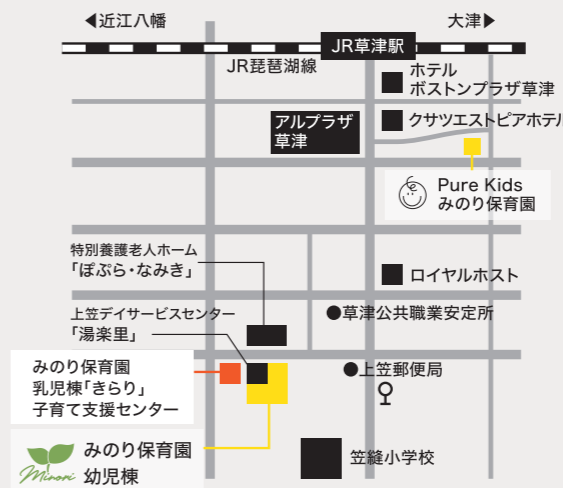 ◀近江八幡
大津▶
JR草津駅
JR琵琶湖線
ホテル
ボストンプラザ草津
アルプラザ
草津
クサツエストピアホテル
Pure Kids
みのり保育園
特別養護老人ホーム
「ぽぷら・なみき」
ロイヤルホスト
上笠デイサービスセンター
「湯楽里」
●草津公共職業安定所
みのり保育園
乳児棟「きらり」
子育て支援センター
●上笠郵便局
Minori
みのり保育園
幼児棟
笠縫小学校